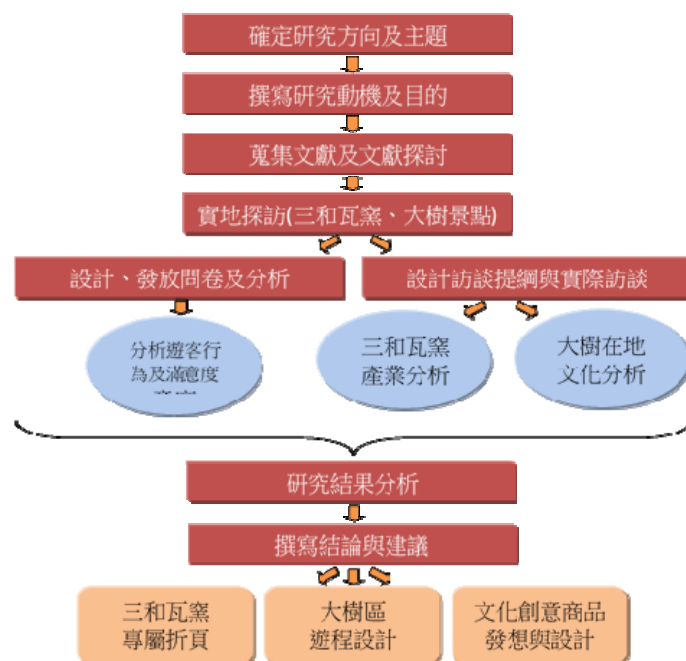 確定研究方向及主題
撰寫研究動機及目的
蒐集文獻及文獻探討
實地探訪(三和瓦窯、大樹景點)
設計、發放問卷及分析
設計訪談提綱與實際訪談
分析遊客行
為及滿意度
三和瓦窯
產業分析
大樹在地
文化分析
研究結果分析
撰寫結論與建議
三和瓦窯
專屬折頁
大樹區
遊程設計
文化創意商品
發想與設計